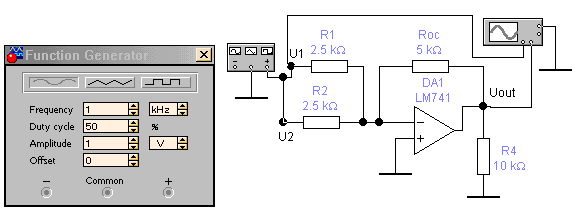 Function Generator
Frequency 1 kHz
Duty cycle 50 %
Amplitude 1 V
Offset 0
− Common +
U1
U2
R1
2.5 kΩ
R2
2.5 kΩ
Roc
5 kΩ
DA1
LM741
Uout
R4
10 kΩ